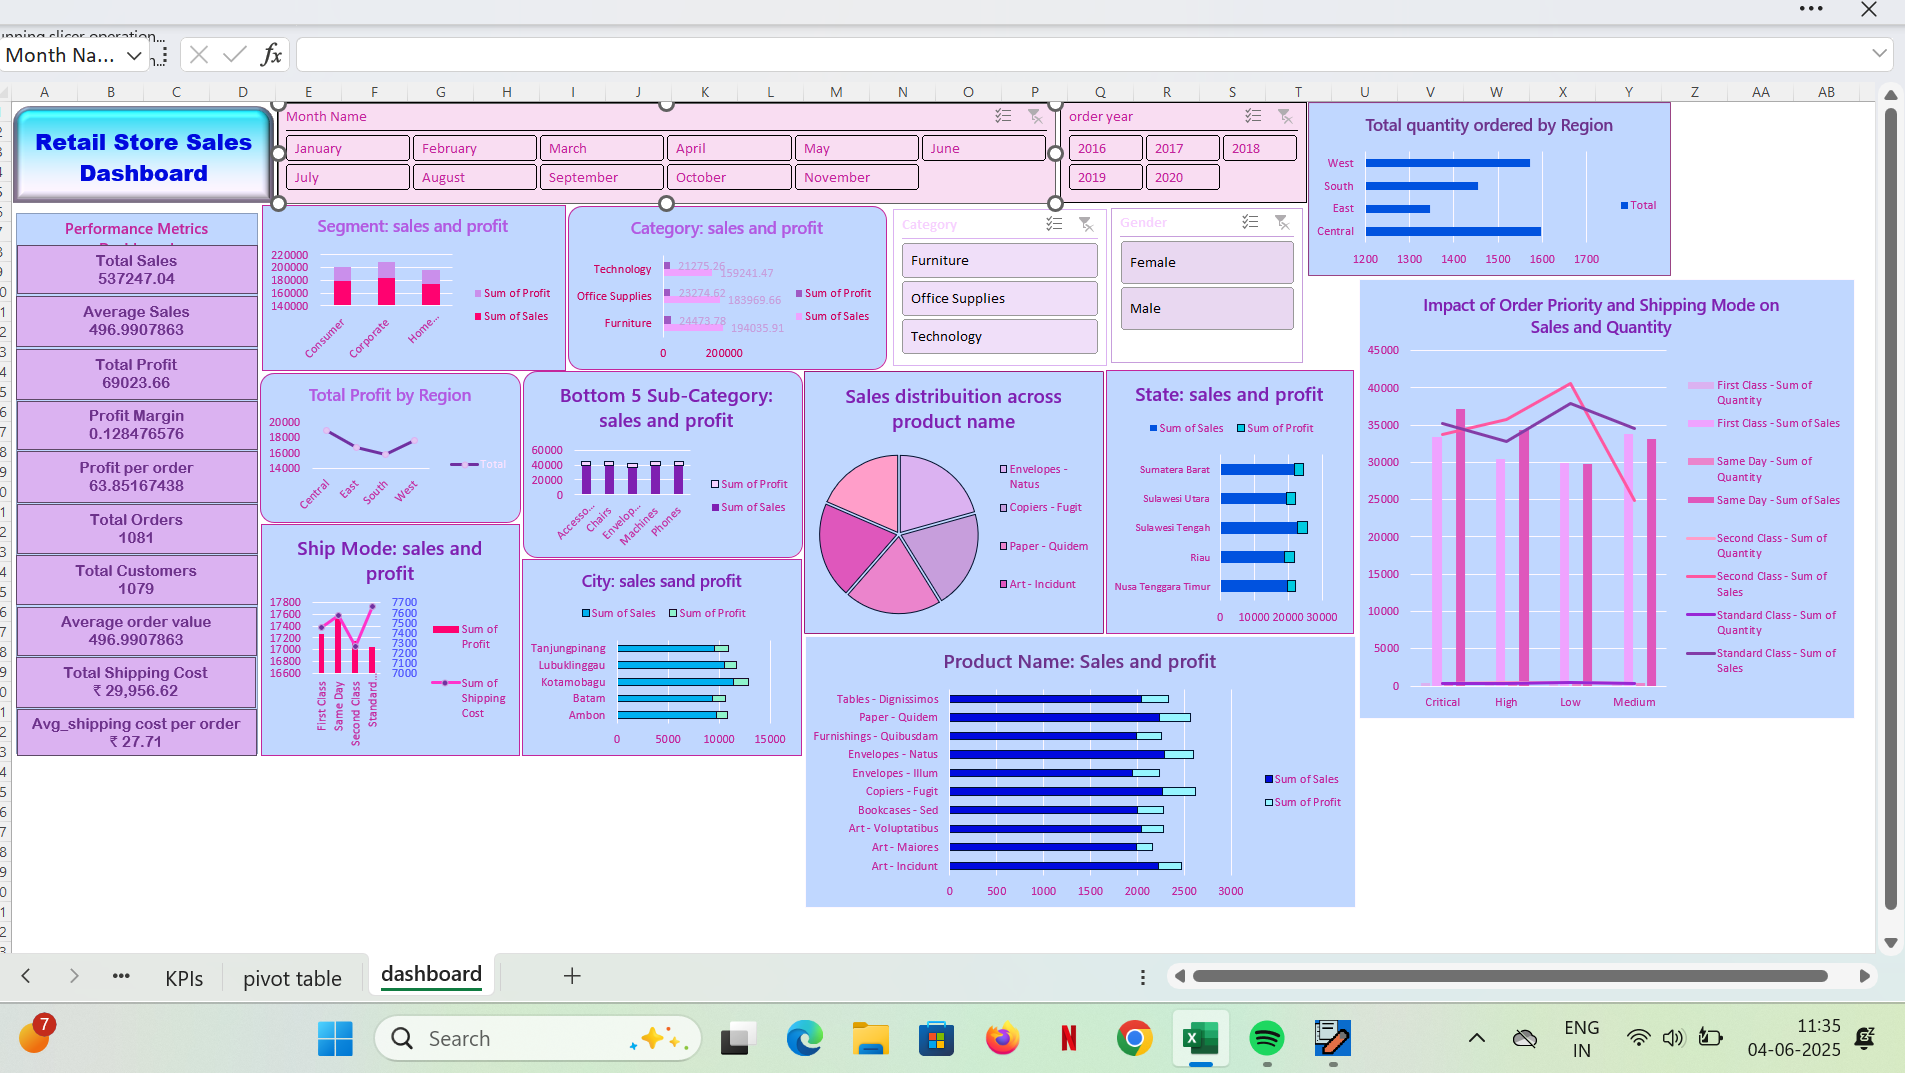 Month Na...
fx
A B C D E F G H I J K L M N O P Q R S T U V W X Y Z AA AB
Retail Store Sales
Dashboard
Month Name
January February March April May June
July August September October November
order year
2016 2017 2018
2019 2020
Total quantity ordered by Region
West
South
East
Central
1200 1300 1400 1500 1600 1700
Total
Performance Metrics
Total Sales
537247.04
Average Sales
496.9907863
Total Profit
69023.66
Profit Margin
0.128476576
Profit per order
63.85167438
Total Orders
1081
Total Customers
1079
Average order value
496.9907863
Total Shipping Cost
₹ 29,956.62
Avg_shipping cost per order
₹ 27.71
Segment: sales and profit
220000
200000
180000
160000
140000
Consumer
Corporate
Home...
Sum of Profit
Sum of Sales
Category: sales and profit
Technology
Office Supplies
Furniture
21275.26
159241.47
23274.62
183969.66
24473.78
194035.91
0 200000
Sum of Profit
Sum of Sales
Category
Furniture
Office Supplies
Technology
Gender
Female
Male
Impact of Order Priority and Shipping Mode on
Sales and Quantity
45000
40000
35000
30000
25000
20000
15000
10000
5000
0
Critical High Low Medium
First Class - Sum of
Quantity
First Class - Sum of Sales
Same Day - Sum of
Quantity
Same Day - Sum of Sales
Second Class - Sum of
Quantity
Second Class - Sum of
Sales
Standard Class - Sum of
Quantity
Standard Class - Sum of
Sales
Total Profit by Region
20000
18000
16000
14000
Central
East
South
West
Total
Bottom 5 Sub-Category:
sales and profit
60000
40000
20000
0
Accesso...
Chairs
Envelop...
Machines
Phones
Sum of Profit
Sum of Sales
Sales distribuition across
product name
Envelopes -
Natus
Copiers - Fugit
Paper - Quidem
Art - Incidunt
State: sales and profit
Sum of Sales Sum of Profit
Sumatera Barat
Sulawesi Utara
Sulawesi Tengah
Riau
Nusa Tenggara Timur
0 10000 20000 30000
Ship Mode: sales and
profit
17800
17600
17400
17200
17000
16800
16600
7700
7600
7500
7400
7300
7200
7100
7000
First Class
Same Day
Second Class
Standard...
Sum of
Profit
Sum of
Shipping
Cost
City: sales sand profit
Sum of Sales Sum of Profit
Tanjungpinang
Lubuklinggau
Kotamobagu
Batam
Ambon
0 5000 10000 15000
Product Name: Sales and profit
Tables - Dignissimos
Paper - Quidem
Furnishings - Quibusdam
Envelopes - Natus
Envelopes - Illum
Copiers - Fugit
Bookcases - Sed
Art - Voluptatibus
Art - Maiores
Art - Incidunt
0 500 1000 1500 2000 2500 3000
Sum of Sales
Sum of Profit
KPIs pivot table dashboard
7
Search
N
ENG
IN
11:35
04-06-2025